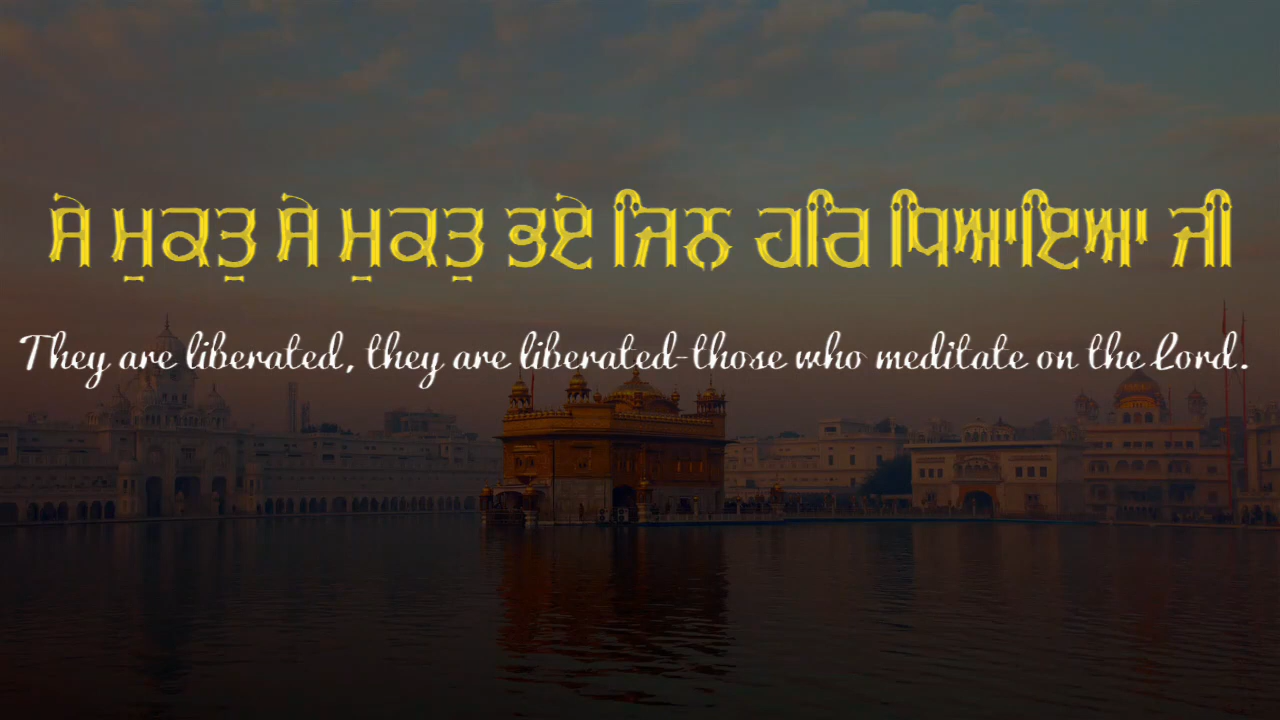 ਸੇ ਮੁਕਤੁ ਸੇ ਮੁਕਤੁ ਭਏ ਜਿਨ ਹਰਿ ਧਿਆਇਆ ਜੀ
They are liberated, they are liberated-those who meditate on the Lord.